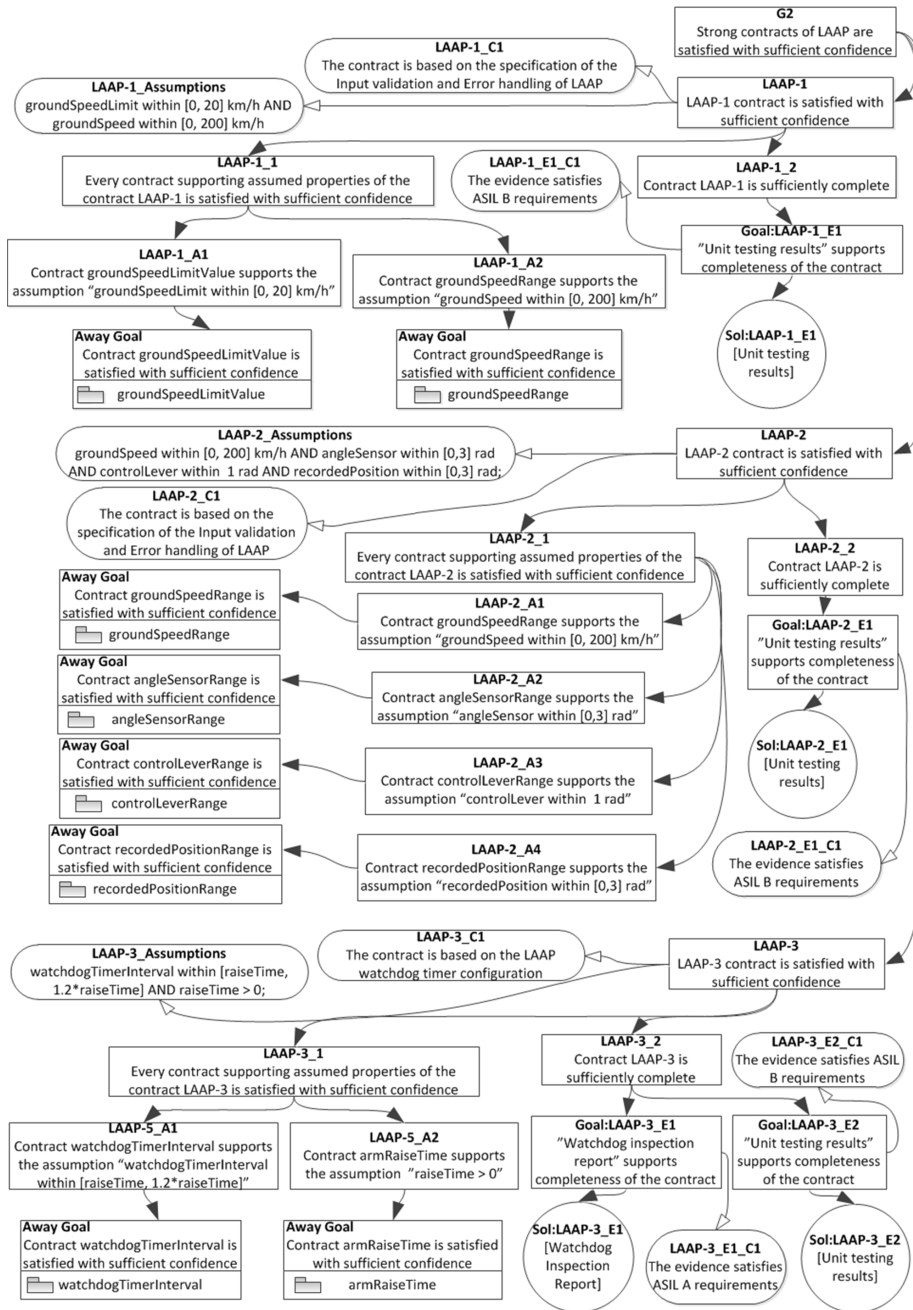 G2
Strong contracts of LAAP are
satisfied with sufficient confidence
LAAP-1_C1
The contract is based on the specification of the
Input validation and Error handling of LAAP
LAAP-1_Assumptions
groundSpeedLimit within [0, 20] km/h AND
groundSpeed within [0, 200] km/h
LAAP-1
LAAP-1 contract is satisfied with
sufficient confidence
LAAP-1_1
Every contract supporting assumed properties of the
contract LAAP-1 is satisfied with sufficient confidence
LAAP-1_E1_C1
The evidence satisfies
ASIL B requirements
LAAP-1_2
Contract LAAP-1 is sufficiently complete
Goal:LAAP-1_E1
”Unit testing results” supports
completeness of the contract
LAAP-1_A1
Contract groundSpeedLimitValue supports the
assumption “groundSpeedLimit within [0, 20] km/h”
LAAP-1_A2
Contract groundSpeedRange supports the
assumption “groundSpeed within [0, 200] km/h”
Sol:LAAP-1_E1
[Unit testing
results]
Away Goal
Contract groundSpeedLimitValue is
satisfied with sufficient confidence
groundSpeedLimitValue
Away Goal
Contract groundSpeedRange is
satisfied with sufficient confidence
groundSpeedRange
LAAP-2_Assumptions
groundSpeed within [0, 200] km/h AND angleSensor within [0,3] rad
AND controlLever within 1 rad AND recordedPosition within [0,3] rad;
LAAP-2
LAAP-2 contract is satisfied with
sufficient confidence
LAAP-2_C1
The contract is based on the
specification of the Input validation
and Error handling of LAAP
LAAP-2_1
Every contract supporting assumed properties of the
contract LAAP-2 is satisfied with sufficient confidence
LAAP-2_2
Contract LAAP-2 is
sufficiently complete
Away Goal
Contract groundSpeedRange is
satisfied with sufficient confidence
groundSpeedRange
LAAP-2_A1
Contract groundSpeedRange supports the
assumption “groundSpeed within [0, 200] km/h”
Goal:LAAP-2_E1
”Unit testing results”
supports completeness
of the contract
Away Goal
Contract angleSensorRange is
satisfied with sufficient confidence
angleSensorRange
LAAP-2_A2
Contract angleSensorRange supports the
assumption “angleSensor within [0,3] rad”
Sol:LAAP-2_E1
[Unit testing
results]
Away Goal
Contract controlLeverRange is
satisfied with sufficient confidence
controlLeverRange
LAAP-2_A3
Contract controlLeverRange supports the
assumption “controlLever within 1 rad”
Away Goal
Contract recordedPositionRange is
satisfied with sufficient confidence
recordedPositionRange
LAAP-2_A4
Contract recordedPositionRange supports the
assumption “recordedPosition within [0,3] rad”
LAAP-2_E1_C1
The evidence satisfies
ASIL B requirements
LAAP-3_Assumptions
watchdogTimerInterval within [raiseTime,
1.2*raiseTime] AND raiseTime > 0;
LAAP-3_C1
The contract is based on the LAAP
watchdog timer configuration
LAAP-3
LAAP-3 contract is satisfied with
sufficient confidence
LAAP-3_1
Every contract supporting assumed properties of the
contract LAAP-3 is satisfied with sufficient confidence
LAAP-3_2
Contract LAAP-3 is
sufficiently complete
LAAP-3_E2_C1
The evidence satisfies ASIL
B requirements
LAAP-5_A1
Contract watchdogTimerInterval supports
the assumption “watchdogTimerInterval
within [raiseTime, 1.2*raiseTime]”
LAAP-5_A2
Contract armRaiseTime supports
the assumption ”raiseTime > 0”
Goal:LAAP-3_E1
”Watchdog inspection
report” supports
completeness of the contract
Goal:LAAP-3_E2
”Unit testing results”
supports completeness
of the contract
Away Goal
Contract watchdogTimerInterval is
satisfied with sufficient confidence
watchdogTimerInterval
Away Goal
Contract armRaiseTime is satisfied
with sufficient confidence
armRaiseTime
Sol:LAAP-3_E1
[Watchdog
Inspection
Report]
LAAP-3_E1_C1
The evidence satisfies
ASIL A requirements
Sol:LAAP-3_E2
[Unit testing
results]